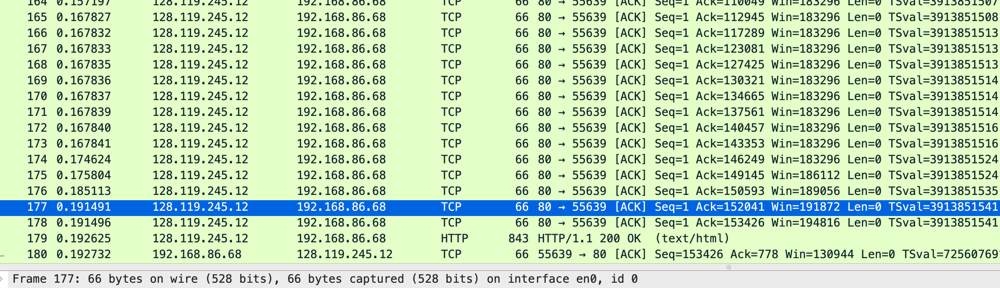 164 0.157197 128.119.245.12 192.168.86.68 TCP 66 80 → 55639 [ACK] Seq=1 Ack=110049 Win=183296 Len=0 TSval=3913851507
165 0.167827 128.119.245.12 192.168.86.68 TCP 66 80 → 55639 [ACK] Seq=1 Ack=112945 Win=183296 Len=0 TSval=3913851508
166 0.167832 128.119.245.12 192.168.86.68 TCP 66 80 → 55639 [ACK] Seq=1 Ack=117289 Win=183296 Len=0 TSval=3913851513
167 0.167833 128.119.245.12 192.168.86.68 TCP 66 80 → 55639 [ACK] Seq=1 Ack=123081 Win=183296 Len=0 TSval=3913851513
168 0.167835 128.119.245.12 192.168.86.68 TCP 66 80 → 55639 [ACK] Seq=1 Ack=127425 Win=183296 Len=0 TSval=3913851513
169 0.167836 128.119.245.12 192.168.86.68 TCP 66 80 → 55639 [ACK] Seq=1 Ack=130321 Win=183296 Len=0 TSval=3913851514
170 0.167837 128.119.245.12 192.168.86.68 TCP 66 80 → 55639 [ACK] Seq=1 Ack=134665 Win=183296 Len=0 TSval=3913851514
171 0.167839 128.119.245.12 192.168.86.68 TCP 66 80 → 55639 [ACK] Seq=1 Ack=137561 Win=183296 Len=0 TSval=3913851514
172 0.167840 128.119.245.12 192.168.86.68 TCP 66 80 → 55639 [ACK] Seq=1 Ack=140457 Win=183296 Len=0 TSval=3913851516
173 0.167841 128.119.245.12 192.168.86.68 TCP 66 80 → 55639 [ACK] Seq=1 Ack=143353 Win=183296 Len=0 TSval=3913851516
174 0.174624 128.119.245.12 192.168.86.68 TCP 66 80 → 55639 [ACK] Seq=1 Ack=146249 Win=183296 Len=0 TSval=3913851524
175 0.175804 128.119.245.12 192.168.86.68 TCP 66 80 → 55639 [ACK] Seq=1 Ack=149145 Win=186112 Len=0 TSval=3913851524
176 0.185113 128.119.245.12 192.168.86.68 TCP 66 80 → 55639 [ACK] Seq=1 Ack=150593 Win=189056 Len=0 TSval=3913851535
177 0.191491 128.119.245.12 192.168.86.68 TCP 66 80 → 55639 [ACK] Seq=1 Ack=152041 Win=191872 Len=0 TSval=3913851541
178 0.191496 128.119.245.12 192.168.86.68 TCP 66 80 → 55639 [ACK] Seq=1 Ack=153426 Win=194816 Len=0 TSval=3913851541
179 0.192625 128.119.245.12 192.168.86.68 HTTP 843 HTTP/1.1 200 OK (text/html)
180 0.192732 192.168.86.68 128.119.245.12 TCP 66 55639 → 80 [ACK] Seq=153426 Ack=778 Win=130944 Len=0 TSval=72560769
Frame 177: 66 bytes on wire (528 bits), 66 bytes captured (528 bits) on interface en0, id 0